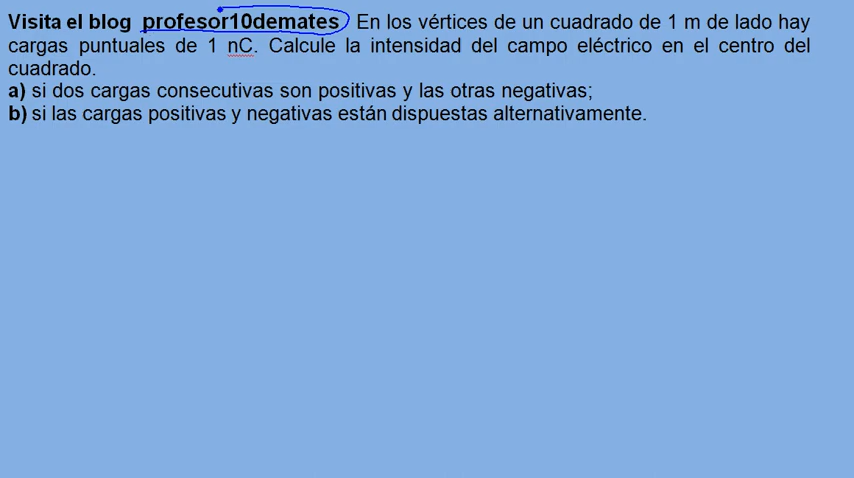 Visita el blog profesor10demates En los vértices de un cuadrado de 1 m de lado hay
cargas puntuales de 1 nC. Calcule la intensidad del campo eléctrico en el centro del
cuadrado.
a) si dos cargas consecutivas son positivas y las otras negativas;
b) si las cargas positivas y negativas están dispuestas alternativamente.